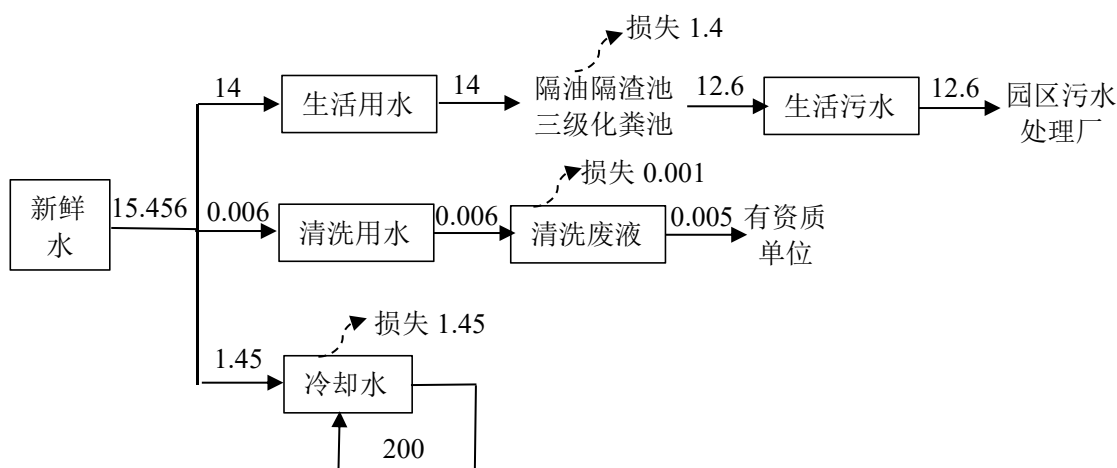 损失 1.4
14
生活用水
14
隔油隔渣池
三级化粪池
12.6
生活污水
12.6
园区污水
处理厂
新鲜
水
15.456
0.006
清洗用水
0.006
损失 0.001
清洗废液
0.005
有资质
单位
损失 1.45
1.45
冷却水
200